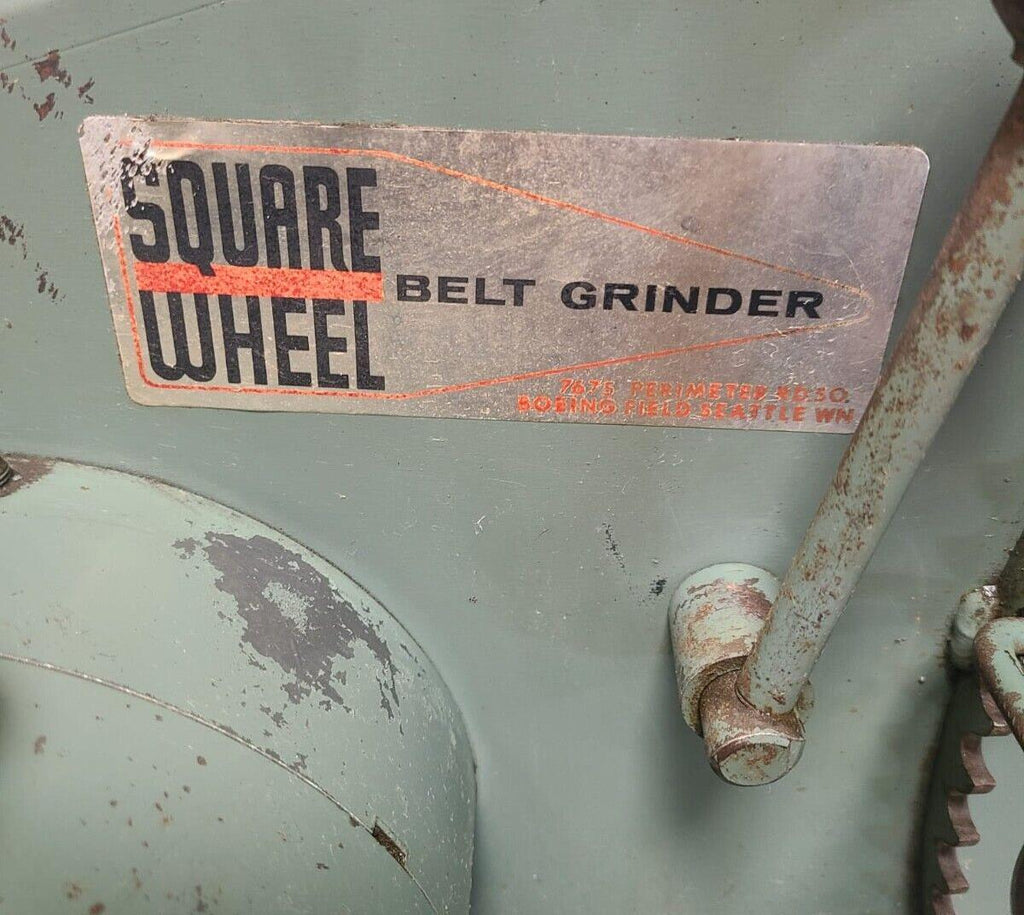 SQUARE
WHEEL
BELT GRINDER
7675 PERIMETER RD. SO.
BOEING FIELD SEATTLE WN.